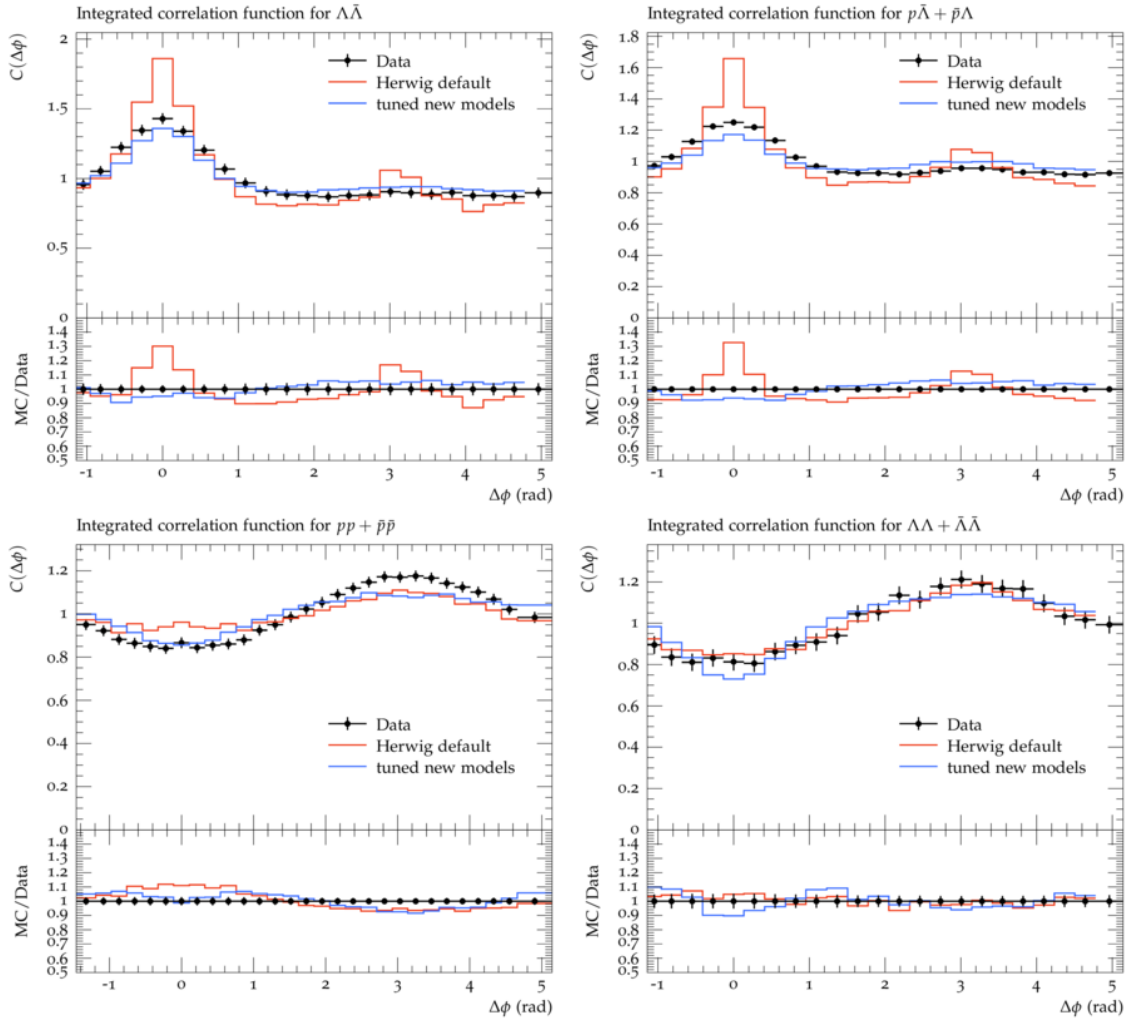 Integrated correlation function for ΛΛ̄
C(Δϕ)
2
1.5
1
0.5
0
Data
Herwig default
tuned new models
MC/Data
1.4
1.3
1.2
1.1
1
0.9
0.8
0.7
0.6
0.5
-1 0 1 2 3 4 5
Δϕ (rad)
Integrated correlation function for pΛ̄ + p̄Λ
C(Δϕ)
1.8
1.6
1.4
1.2
1
0.8
0.6
0.4
0.2
0
Data
Herwig default
tuned new models
MC/Data
1.4
1.3
1.2
1.1
1
0.9
0.8
0.7
0.6
0.5
-1 0 1 2 3 4 5
Δϕ (rad)
Integrated correlation function for pp + p̄p̄
C(Δϕ)
1.2
1
0.8
0.6
0.4
0.2
0
Data
Herwig default
tuned new models
MC/Data
1.4
1.3
1.2
1.1
1
0.9
0.8
0.7
0.6
0.5
-1 0 1 2 3 4 5
Δϕ (rad)
Integrated correlation function for ΛΛ + Λ̄Λ̄
C(Δϕ)
1.2
1
0.8
0.6
0.4
0.2
0
Data
Herwig default
tuned new models
MC/Data
1.4
1.3
1.2
1.1
1
0.9
0.8
0.7
0.6
0.5
-1 0 1 2 3 4 5
Δϕ (rad)